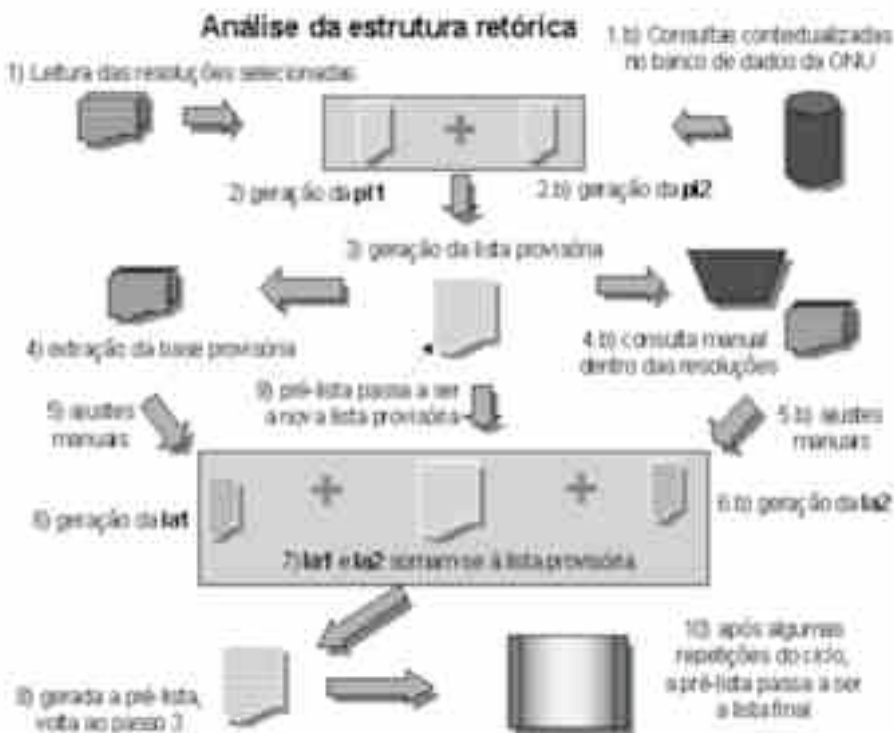 Análise da estrutura retórica
1) Leitura das resoluções selecionadas
1.b) Consultas contextualizadas
no banco de dados da ONU
2) geração da pl1
2.b) geração da pl2
3) geração da lista provisória
4) extração da base provisória
4.b) consulta manual
dentro das resoluções
9) pré-lista passa a ser
a nova lista provisória
5) ajustes
manuais
5.b) ajustes
manuais
6) geração da la1
6.b) geração da la2
7) la1 e la2 somam-se à lista provisória
8) gerada a pré-lista,
volta ao passo 3
10) após algumas
repetições do ciclo,
a pré-lista passa a ser
a lista final